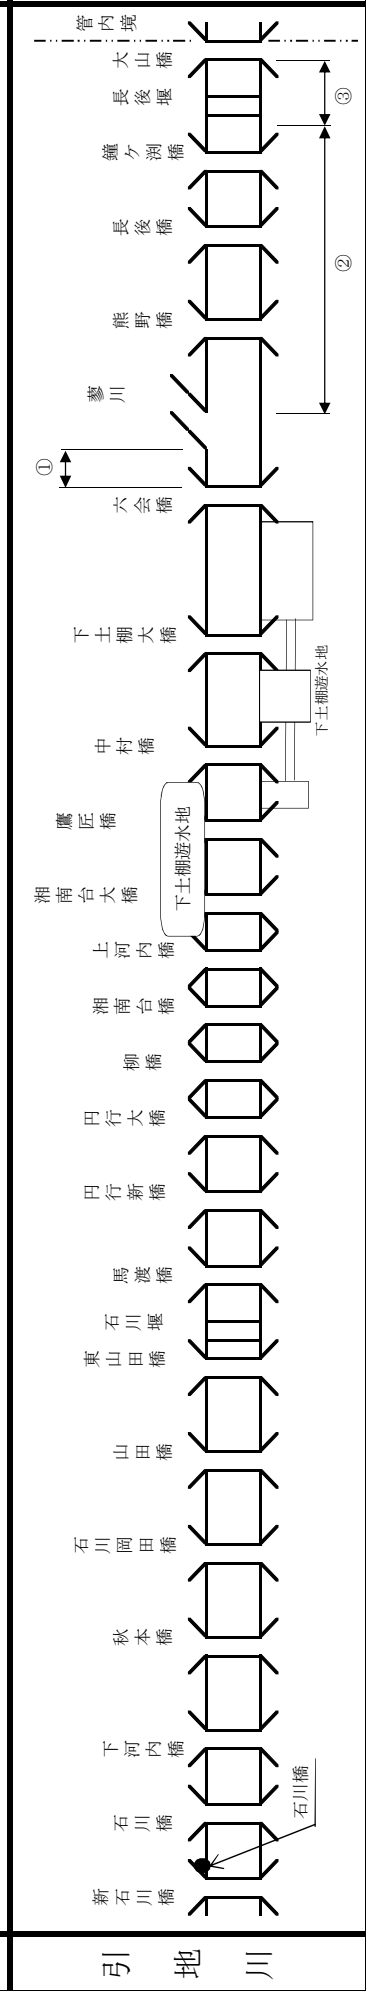 引地川
新石川橋
石川橋
石川橋
下河内橋
秋本橋
石川岡田橋
山田橋
東山田橋
石川堰
馬渡橋
円行新橋
円行大橋
柳橋
湘南台橋
上河内橋
湘南台大橋
下土棚遊水地
鷹匠橋
中村橋
下土棚遊水地
下土棚大橋
六会橋
①
蓼川
熊野橋
②
長後橋
鐘ケ渕橋
長後堰
③
大山橋
管内境